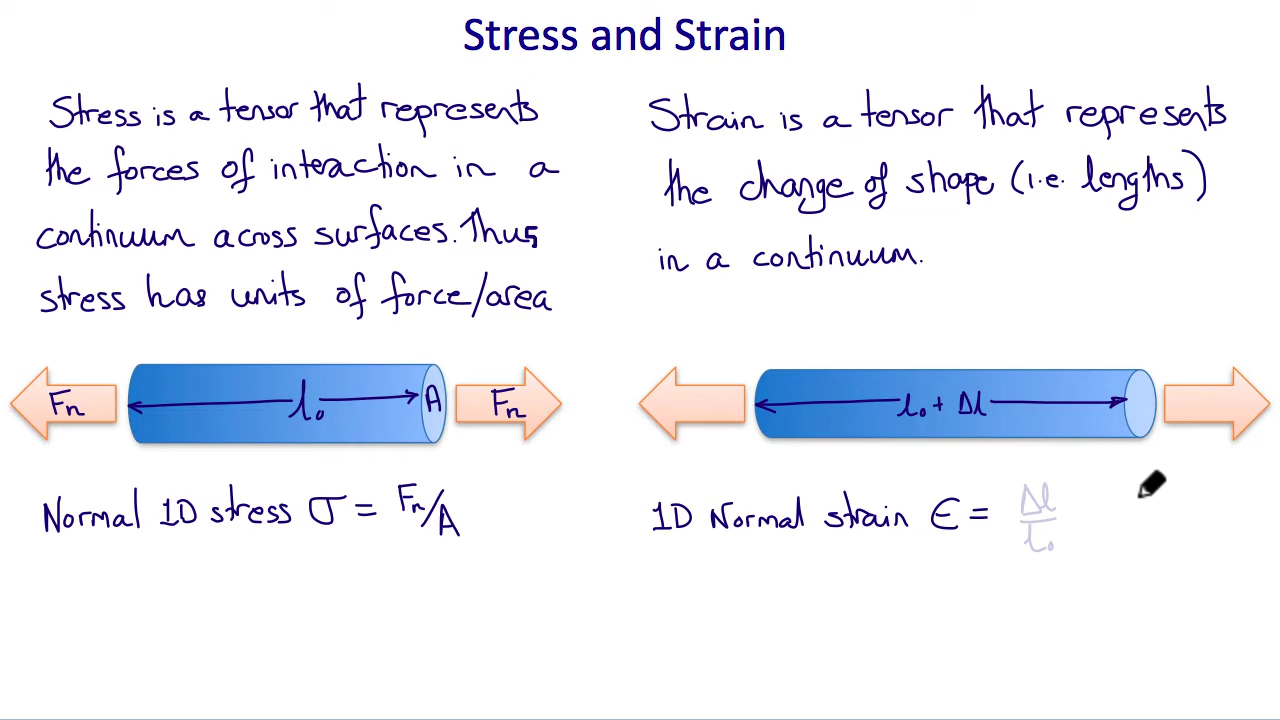 Stress and Strain
Stress is a tensor that represents
the forces of interaction in a
continuum across surfaces. Thus
stress has units of force/area
Strain is a tensor that represents
the change of shape (i.e. lengths)
in a continuum.
Fn
l₀
A
Fn
l₀ + Δl
Normal 1D stress σ = Fn/A
1D Normal strain ϵ = Δl/l₀